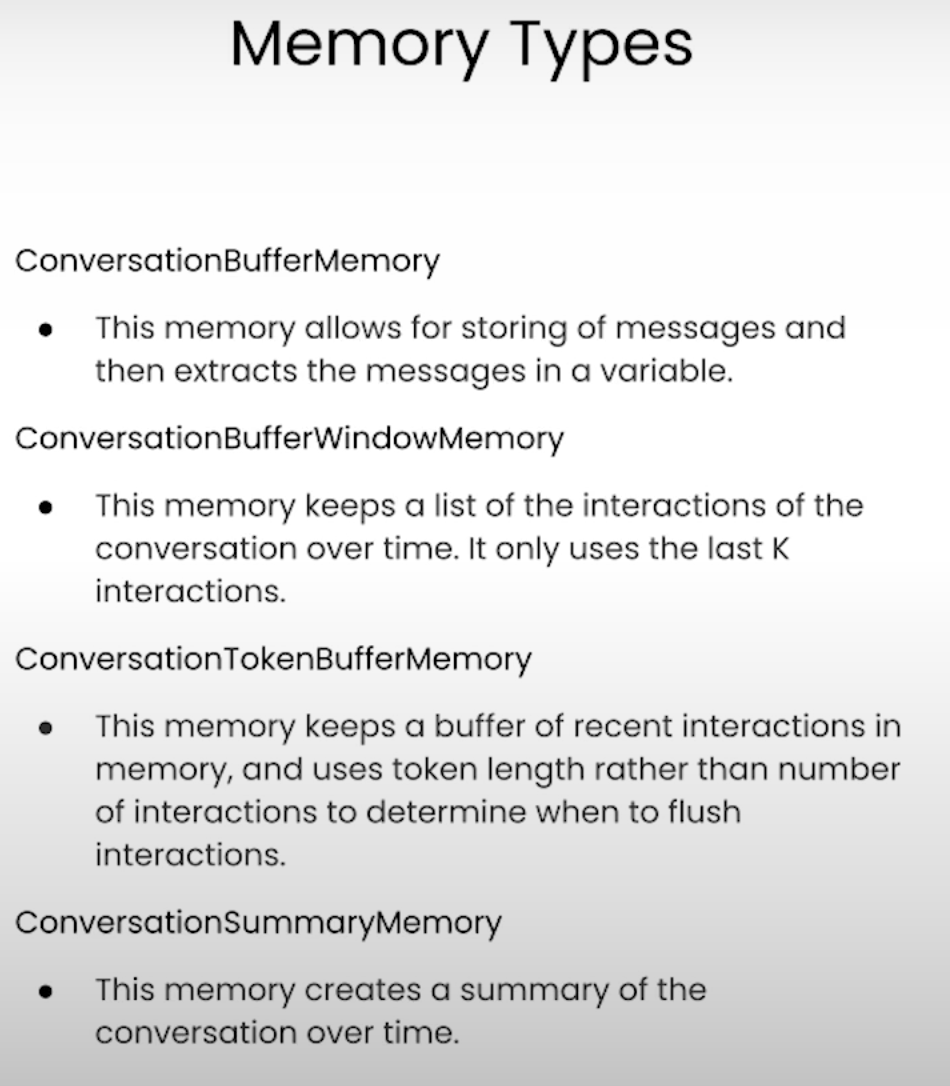 Memory Types
ConversationBufferMemory
● This memory allows for storing of messages and
then extracts the messages in a variable.
ConversationBufferWindowMemory
● This memory keeps a list of the interactions of the
conversation over time. It only uses the last K
interactions.
ConversationTokenBufferMemory
● This memory keeps a buffer of recent interactions in
memory, and uses token length rather than number
of interactions to determine when to flush
interactions.
ConversationSummaryMemory
● This memory creates a summary of the
conversation over time.